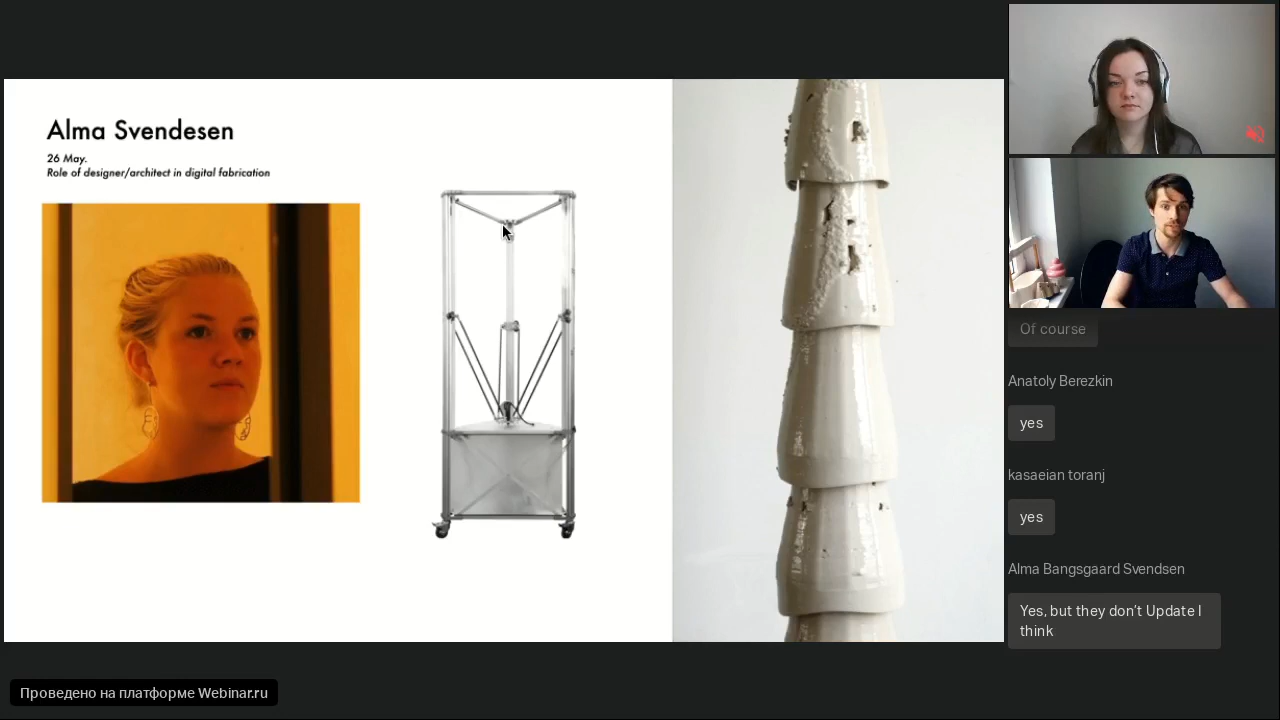 Alma Svendesen
26 May.
Role of designer/architect in digital fabrication
Of course
Anatoly Berezkin
yes
kasaeian toranj
yes
Alma Bangsgaard Svendsen
Yes, but they don’t Update I
think
Проведено на платформе Webinar.ru